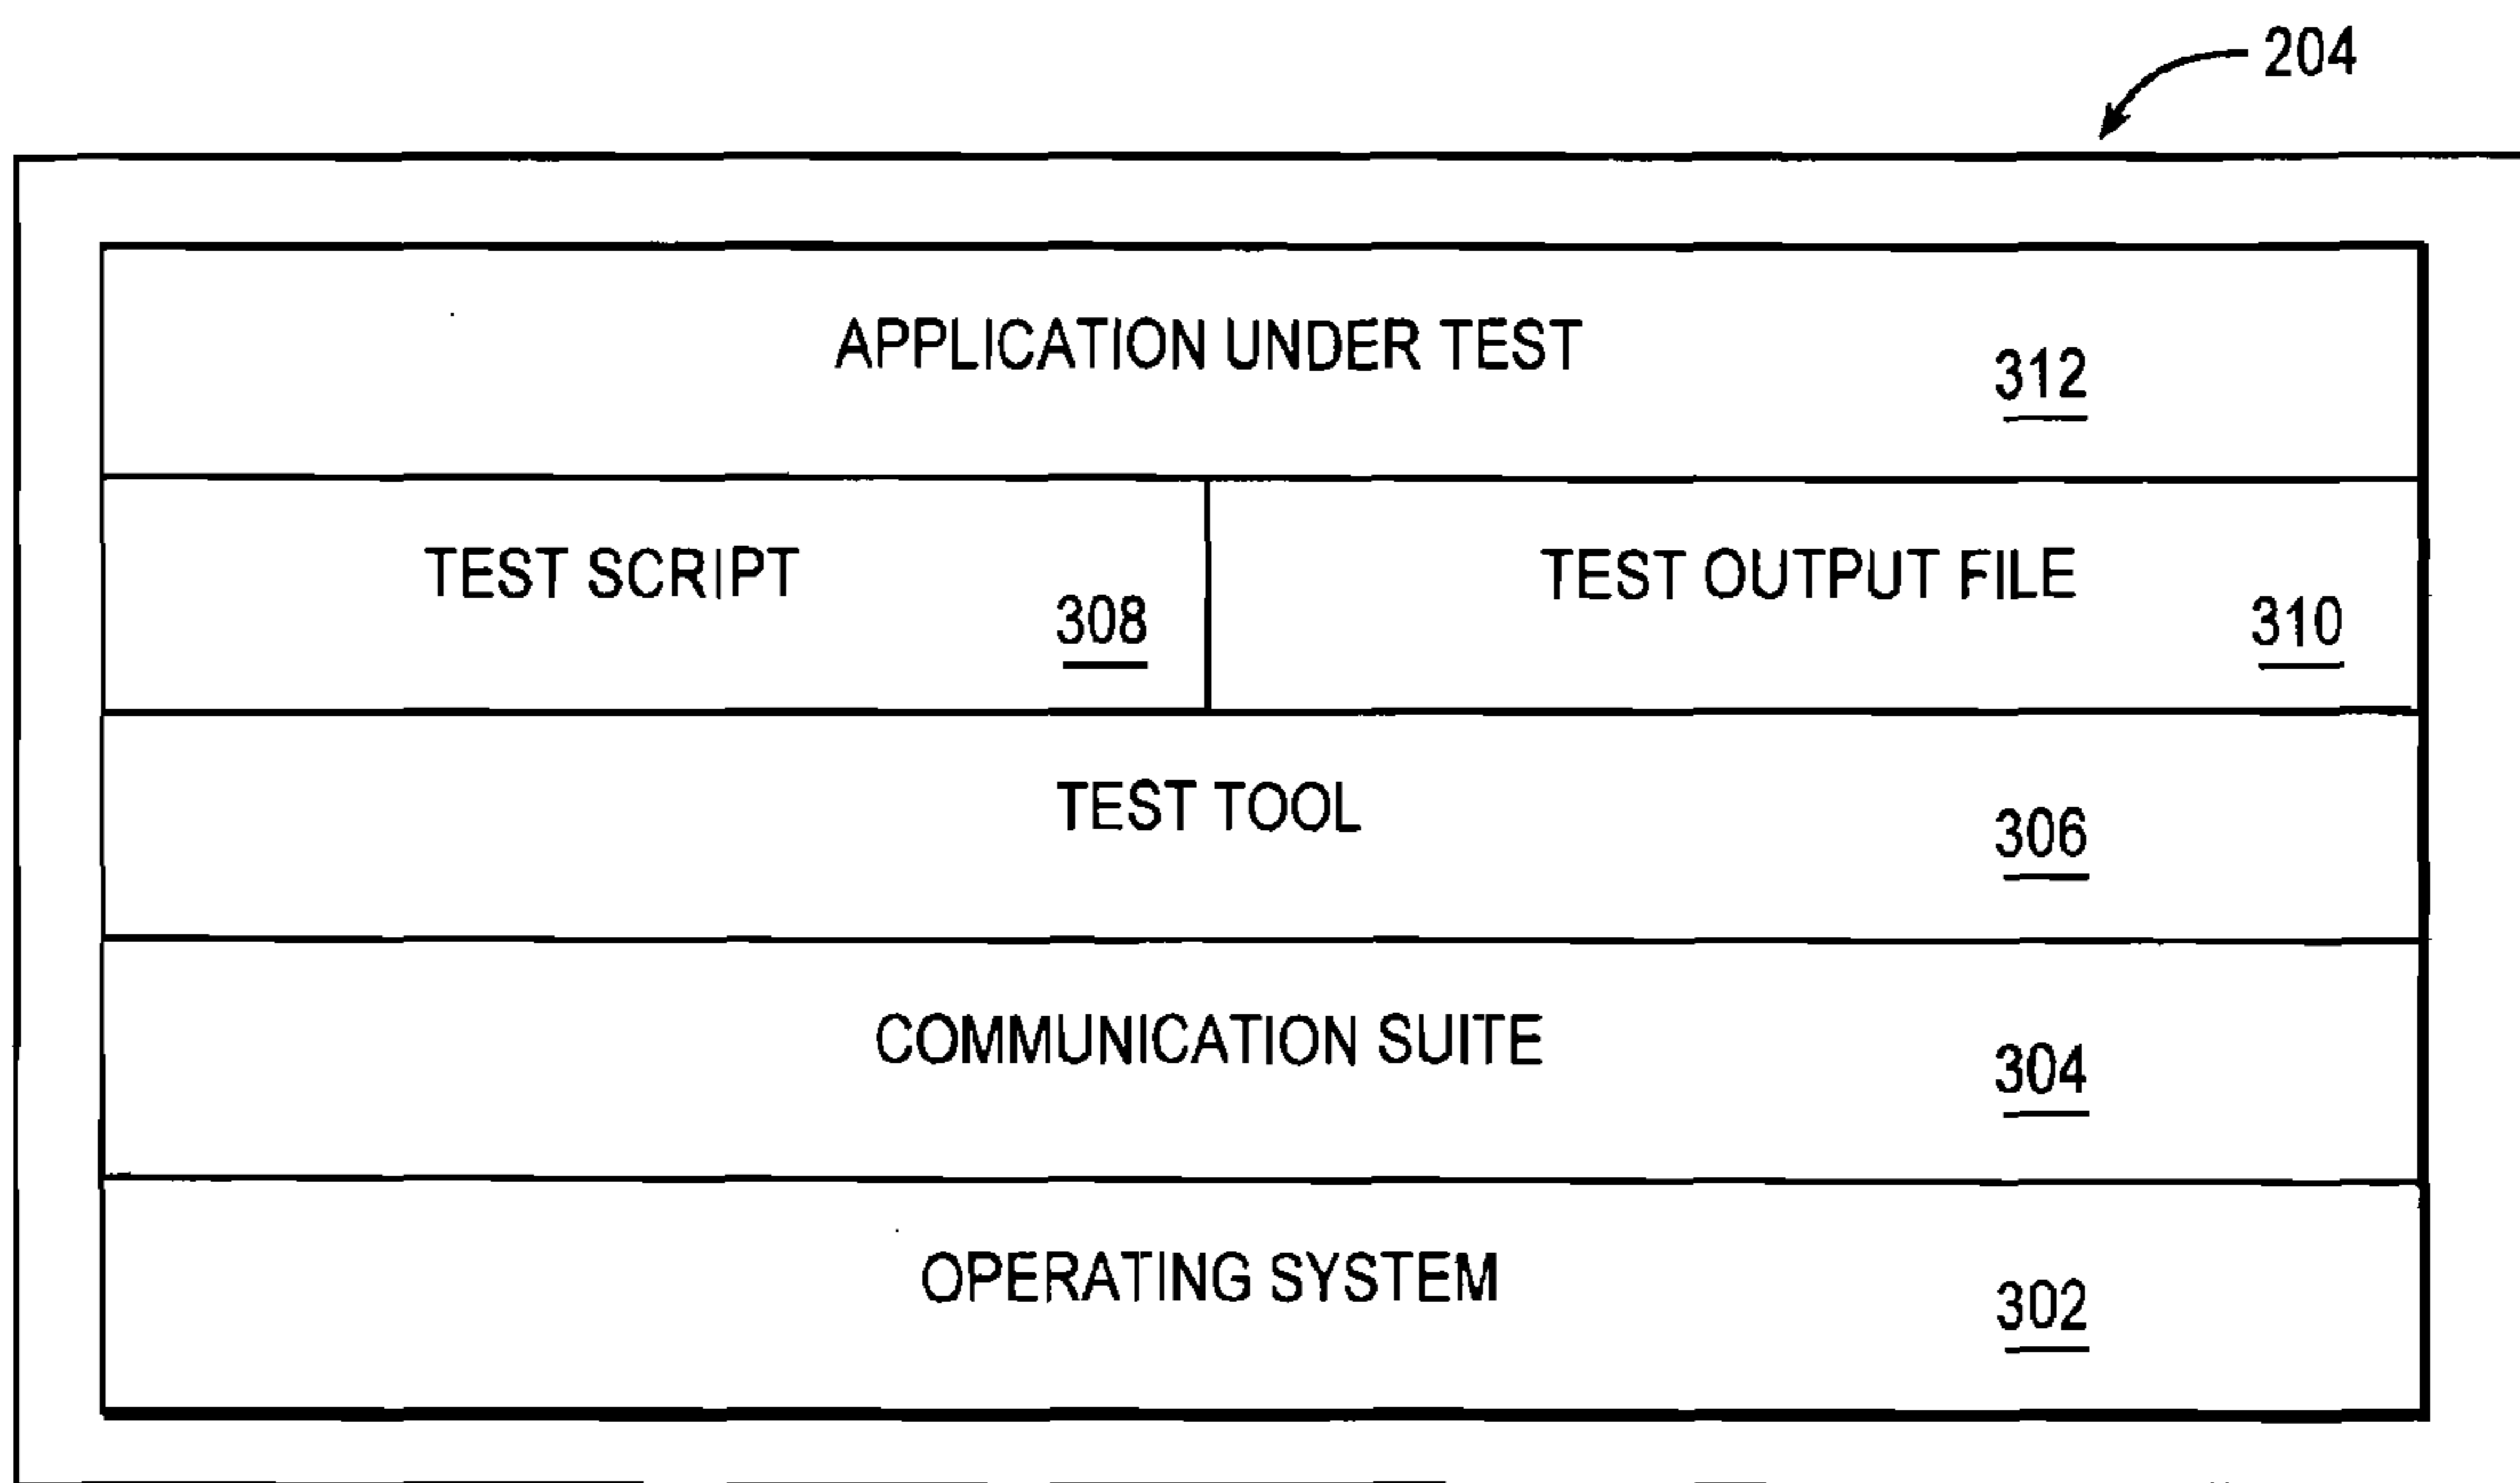 204
APPLICATION UNDER TEST
312
TEST SCRIPT
308
TEST OUTPUT FILE
310
TEST TOOL
306
COMMUNICATION SUITE
304
OPERATING SYSTEM
302